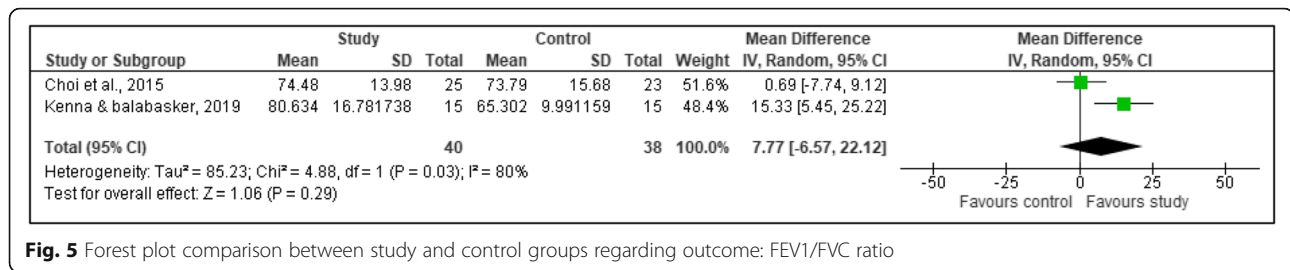 Study Control Mean Difference Mean Difference
Study or Subgroup Mean SD Total Mean SD Total Weight IV, Random, 95% CI IV, Random, 95% CI
Choi et al., 2015 74.48 13.98 25 73.79 15.68 23 51.6% 0.69 [-7.74, 9.12]
Kenna & balabasker, 2019 80.634 16.781738 15 65.302 9.991159 15 48.4% 15.33 [5.45, 25.22]
Total (95% CI) 40 38 100.0% 7.77 [-6.57, 22.12]
Heterogeneity: Tau² = 85.23; Chi² = 4.88, df = 1 (P = 0.03); I² = 80%
Test for overall effect: Z = 1.06 (P = 0.29)
-50 -25 0 25 50
Favours control Favours study
Fig. 5 Forest plot comparison between study and control groups regarding outcome: FEV1/FVC ratio